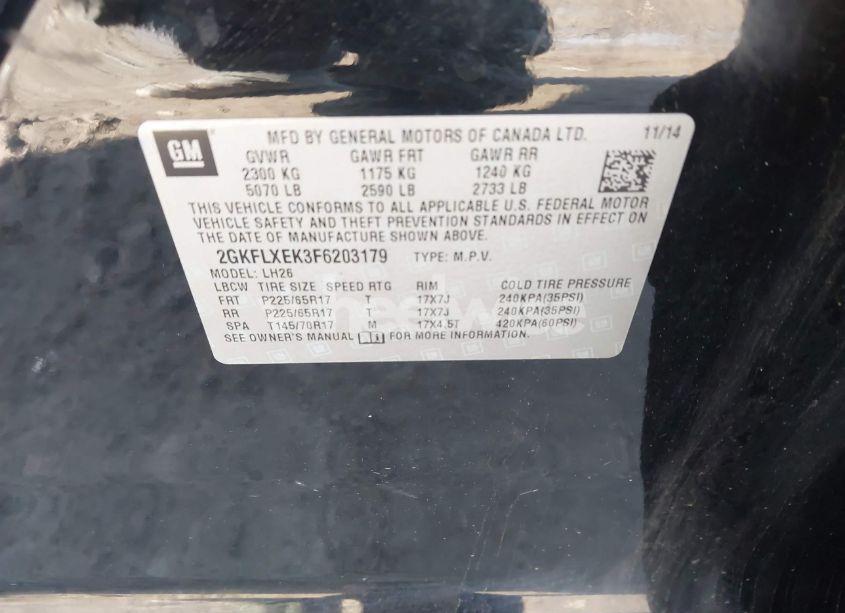 GM MFD BY GENERAL MOTORS OF CANADA LTD. 11/14
GVWR GAWR FRT GAWR RR
2300 KG 1175 KG 1240 KG
5070 LB 2590 LB 2733 LB
THIS VEHICLE CONFORMS TO ALL APPLICABLE U.S. FEDERAL MOTOR
VEHICLE SAFETY AND THEFT PREVENTION STANDARDS IN EFFECT ON
THE DATE OF MANUFACTURE SHOWN ABOVE.
2GKFLXEK3F6203179 TYPE: M.P.V.
MODEL: LH26
LBCW TIRE SIZE SPEED RTG RIM COLD TIRE PRESSURE
FRT P225/65R17 T 17X7J 240KPA(35PSI)
RR P225/65R17 T 17X7J 240KPA(35PSI)
SPA T145/70R17 M 17X4.5T 420KPA(60PSI)
SEE OWNER'S MANUAL FOR MORE INFORMATION.